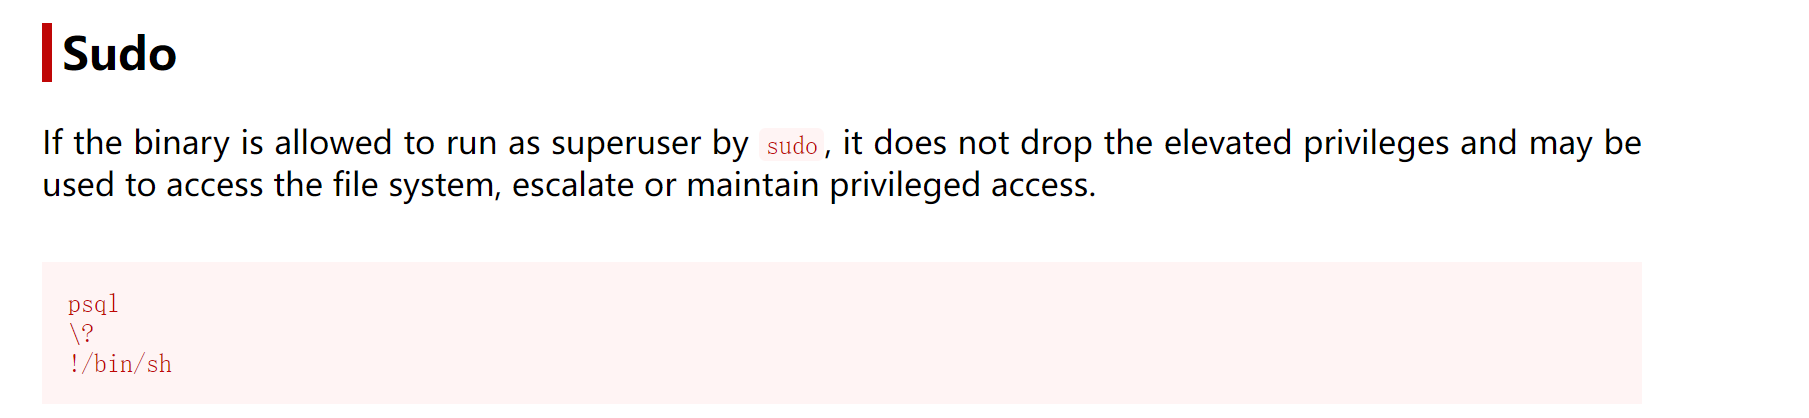 Sudo
If the binary is allowed to run as superuser by sudo, it does not drop the elevated privileges and may be
used to access the file system, escalate or maintain privileged access.
psql
\?
!/bin/sh